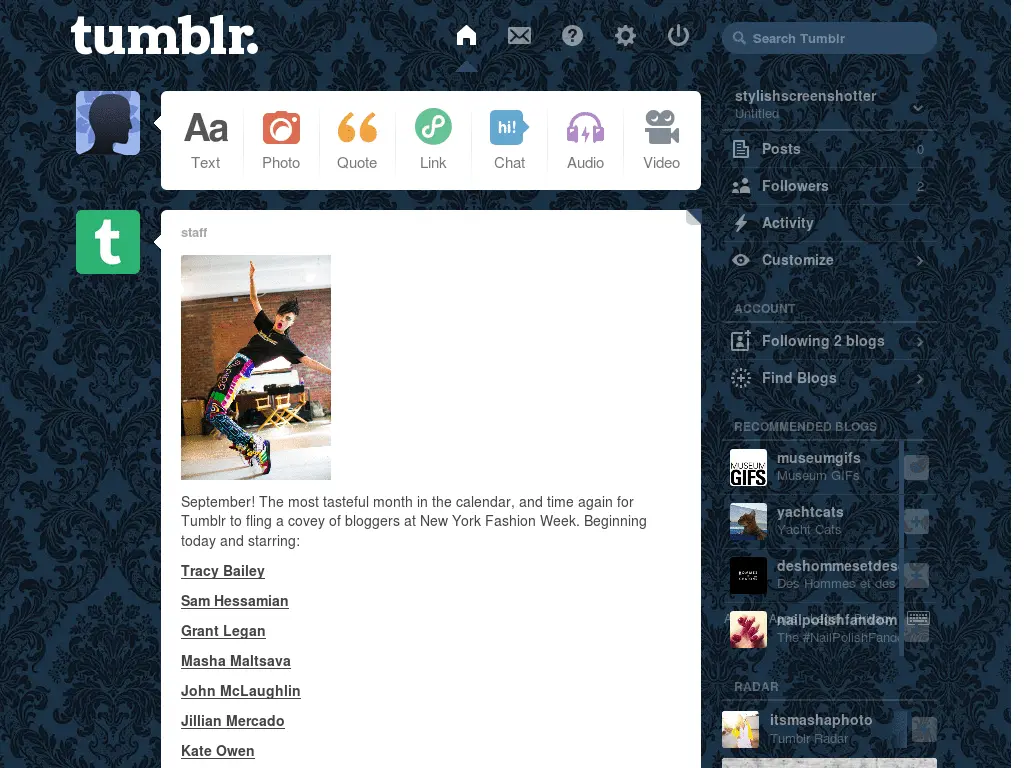 tumblr.
Search Tumblr
Aa
hi!
Text
Photo
Quote
Link
Chat
Audio
Video
t
staff
September! The most tasteful month in the calendar, and time again for
Tumblr to fling a covey of bloggers at New York Fashion Week. Beginning
today and starring:
Tracy Bailey
Sam Hessamian
Grant Legan
Masha Maltsava
John McLaughlin
Jillian Mercado
Kate Owen
stylishscreenshotter
Untitled
Posts 0
Followers 2
Activity
Customize
ACCOUNT
Following 2 blogs
Find Blogs
RECOMMENDED BLOGS
MUSEUM
GIFS
museumgifs
Museum GIFs
yachtcats
Yacht Cats
deshommesetdes
Des Hommes et des
nailpolishfandom
The #NailPolishFand
RADAR
itsmashaphoto
Tumblr Radar